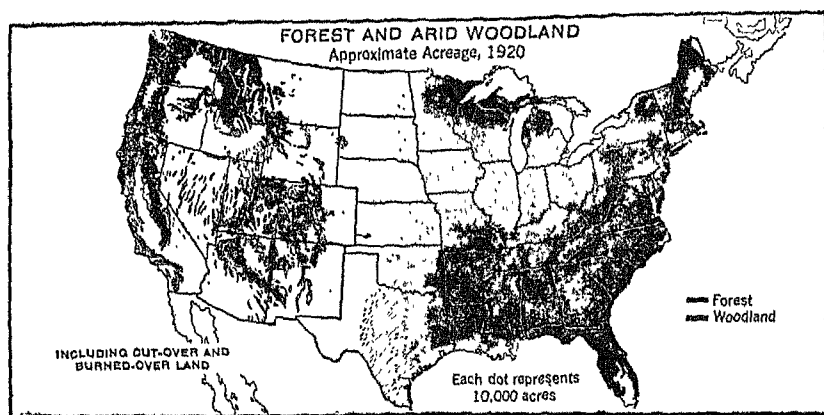 FOREST AND ARID WOODLAND
Approximate Acreage, 1920
Forest
Woodland
INCLUDING CUT-OVER AND
BURNED-OVER LAND
Each dot represents
10,000 acres